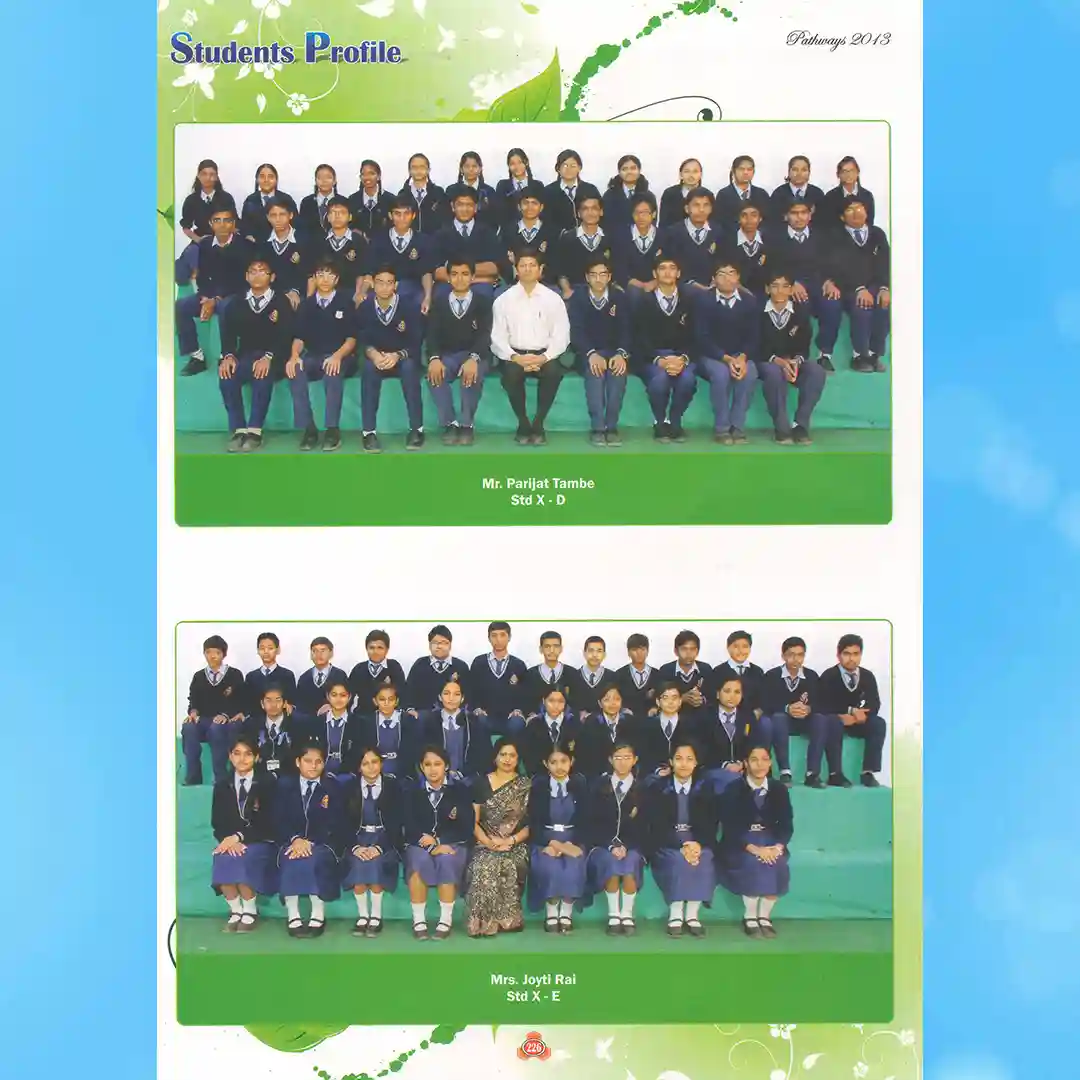 Students Profile
Pathways 2013
Mr. Parijat Tambe
Std X - D
Mrs. Joyti Rai
Std X - E
226